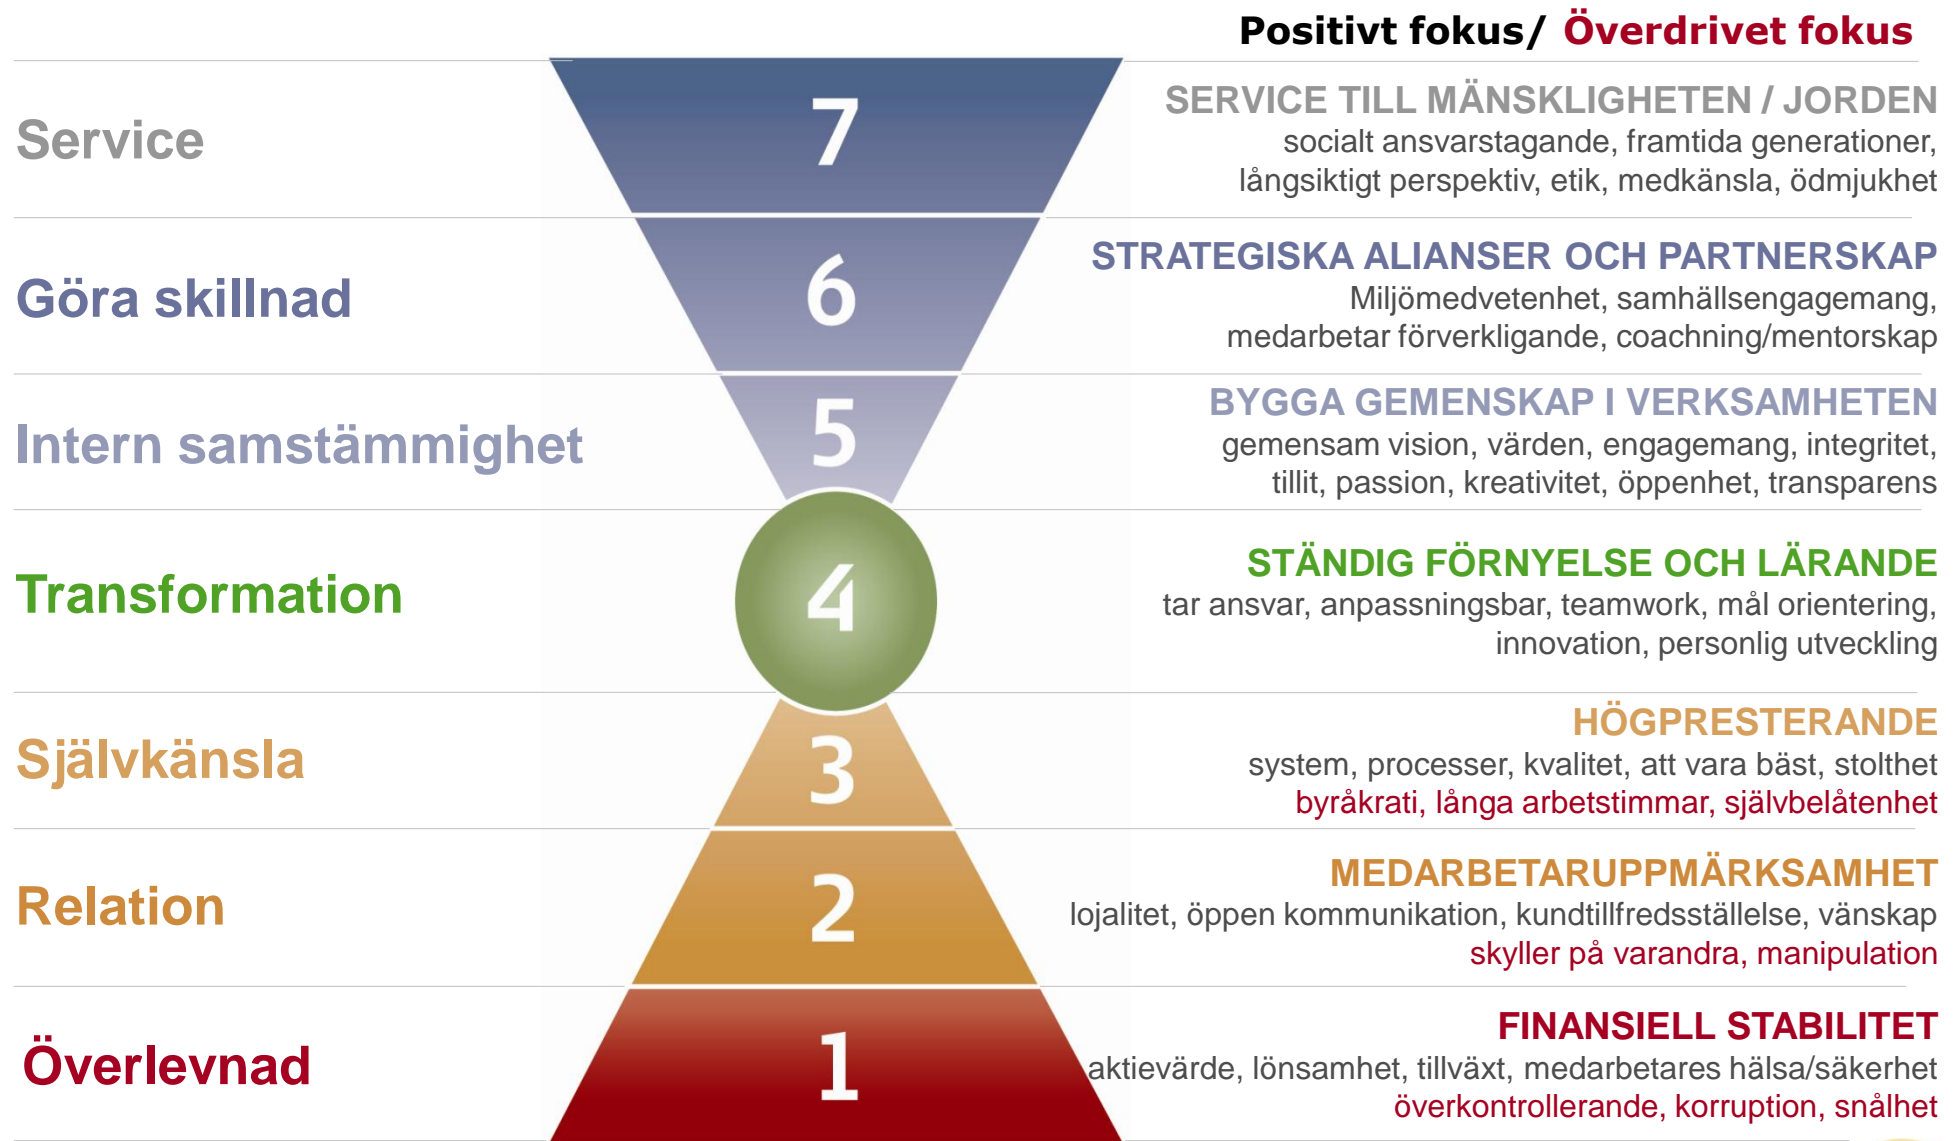 Positivt fokus/ Överdrivet fokus
Service
7
SERVICE TILL MÄNSKLIGHETEN / JORDEN
socialt ansvarstagande, framtida generationer,
långsiktigt perspektiv, etik, medkänsla, ödmjukhet
Göra skillnad
6
STRATEGISKA ALIANSER OCH PARTNERSKAP
Miljömedvetenhet, samhällsengagemang,
medarbetar förverkligande, coachning/mentorskap
Intern samstämmighet
5
BYGGA GEMENSKAP I VERKSAMHETEN
gemensam vision, värden, engagemang, integritet,
tillit, passion, kreativitet, öppenhet, transparens
Transformation
4
STÄNDIG FÖRNYELSE OCH LÄRANDE
tar ansvar, anpassningsbar, teamwork, mål orientering,
innovation, personlig utveckling
Självkänsla
3
HÖGPRESTERANDE
system, processer, kvalitet, att vara bäst, stolthet
byråkrati, långa arbetstimmar, självbelåtenhet
Relation
2
MEDARBETARUPPMÄRKSAMHET
lojalitet, öppen kommunikation, kundtillfredsställelse, vänskap
skyller på varandra, manipulation
Överlevnad
1
FINANSIELL STABILITET
aktievärde, lönsamhet, tillväxt, medarbetares hälsa/säkerhet
överkontrollerande, korruption, snålhet